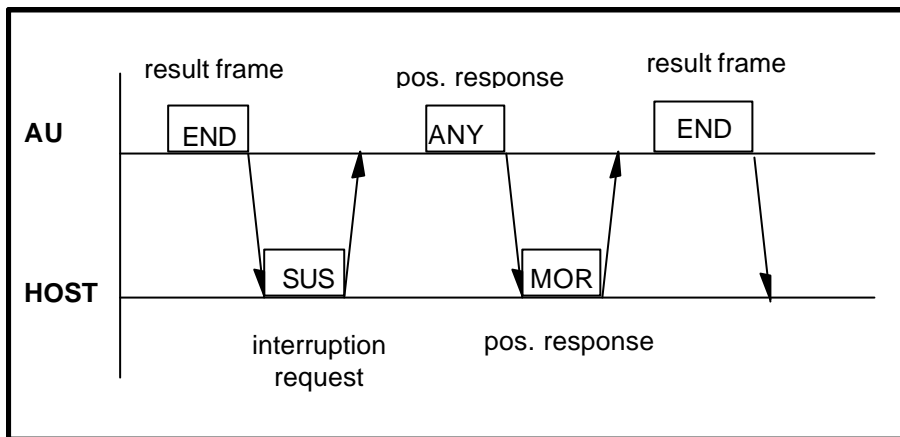 result frame
pos. response
result frame
AU
END
ANY
END
HOST
SUS
MOR
interruption
request
pos. response